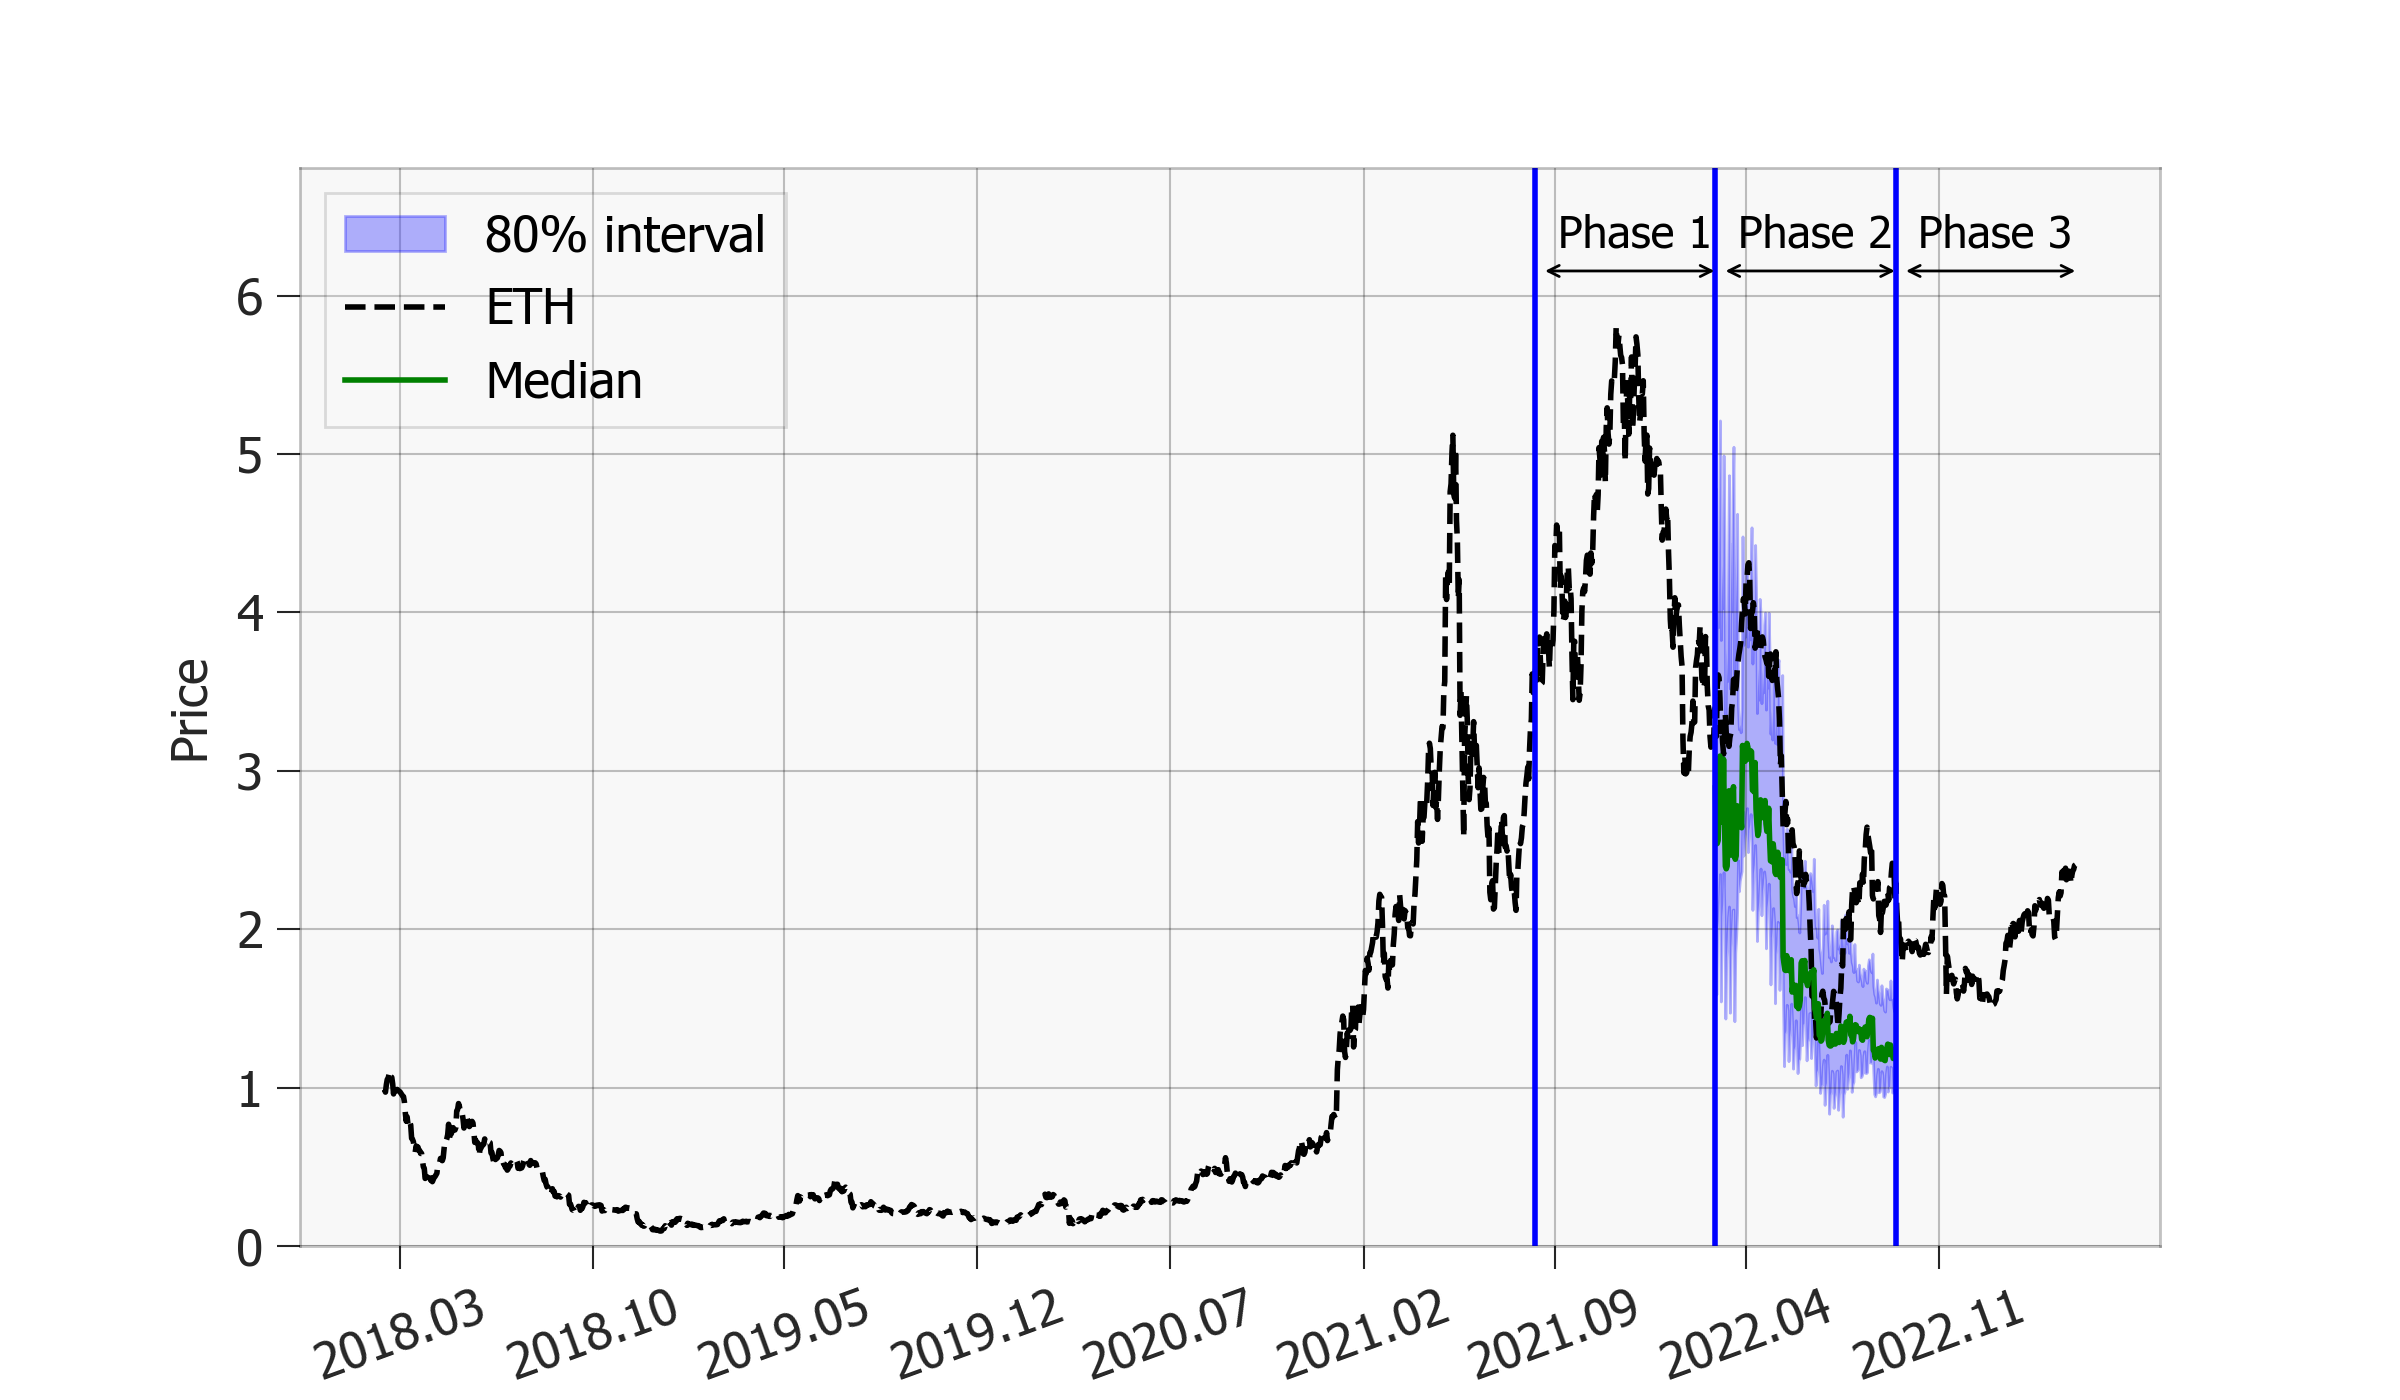 80% interval
ETH
Median
Phase 1
Phase 2
Phase 3
Price
6
5
4
3
2
1
0
2018.03
2018.10
2019.05
2019.12
2020.07
2021.02
2021.09
2022.04
2022.11